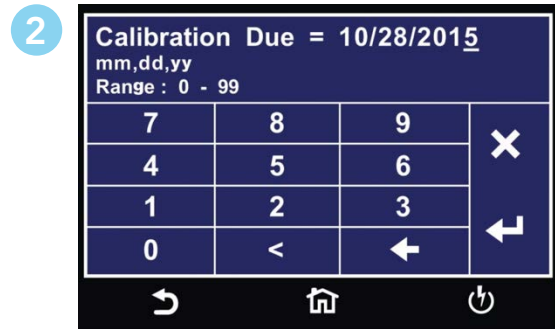 2
Calibration Due = 10/28/2015
mm,dd,yy
Range : 0 - 99
7 8 9
4 5 6
1 2 3
0 <